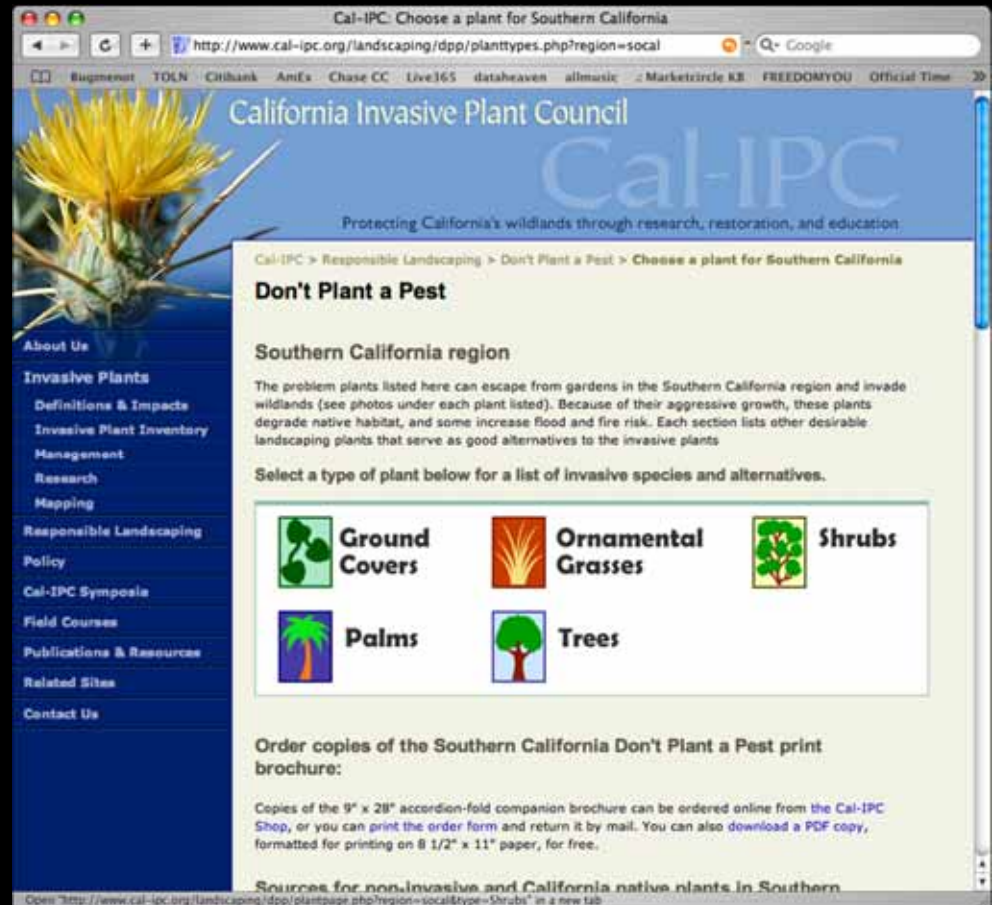 Cal-IPC: Choose a plant for Southern California
http://www.cal-ipc.org/landscaping/dpp/planttypes.php?region=socal
Google
Bugmenot TOLN Citibank AmEx Chase CC Live365 dataheaven allmusic :: Marketcircle KB FREEDOMYOU Official Time
California Invasive Plant Council
Cal-IPC
Protecting California's wildlands through research, restoration, and education
Cal-IPC > Responsible Landscaping > Don't Plant a Pest > Choose a plant for Southern California
Don't Plant a Pest
About Us
Invasive Plants
Definitions & Impacts
Invasive Plant Inventory
Management
Research
Mapping
Responsible Landscaping
Policy
Cal-IPC Symposia
Field Courses
Publications & Resources
Related Sites
Contact Us
Southern California region
The problem plants listed here can escape from gardens in the Southern California region and invade
wildlands (see photos under each plant listed). Because of their aggressive growth, these plants
degrade native habitat, and some increase flood and fire risk. Each section lists other desirable
landscaping plants that serve as good alternatives to the invasive plants
Select a type of plant below for a list of invasive species and alternatives.
Ground
Covers
Ornamental
Grasses
Shrubs
Palms
Trees
Order copies of the Southern California Don't Plant a Pest print
brochure:
Copies of the 9" x 28" accordion-fold companion brochure can be ordered online from the Cal-IPC
Shop, or you can print the order form and return it by mail. You can also download a PDF copy,
formatted for printing on 8 1/2" x 11" paper, for free.
Sources for non-invasive and California native plants in Southern
Open "http://www.cal-ipc.org/landscaping/dpp/plantpage.php?region=socal&type=Shrubs" in a new tab